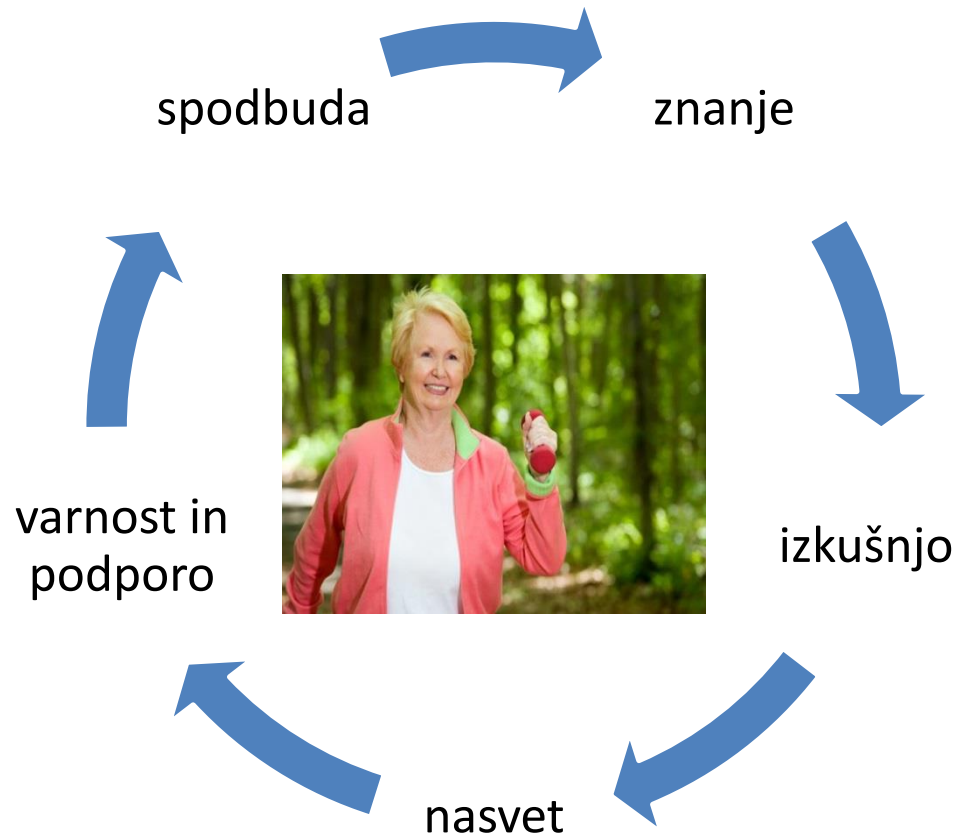 spodbuda
znanje
izkušnjo
nasvet
varnost in
podporo